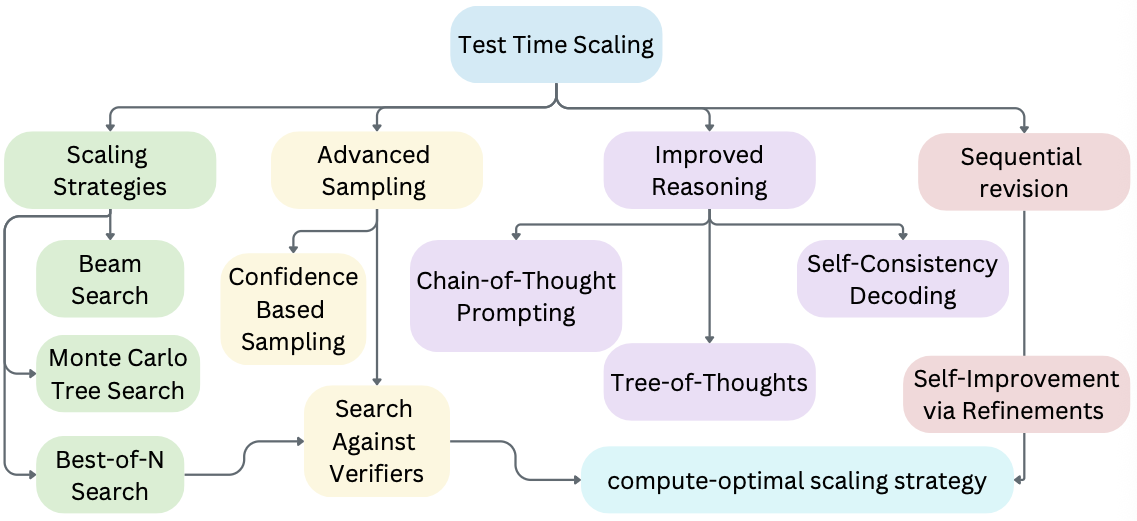 Test Time Scaling
Scaling
Strategies
Advanced
Sampling
Improved
Reasoning
Sequential
revision
Beam
Search
Monte Carlo
Tree Search
Best-of-N
Search
Confidence
Based
Sampling
Search
Against
Verifiers
Chain-of-Thought
Prompting
Tree-of-Thoughts
Self-Consistency
Decoding
Self-Improvement
via Refinements
compute-optimal scaling strategy